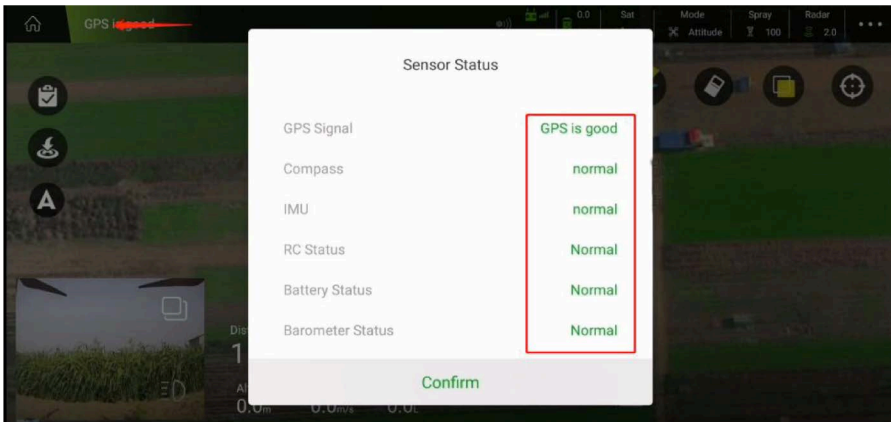 GPS is good
0.0
Sat
Mode
Attitude
Spray
100
Radar
2.0
Sensor Status
GPS Signal
GPS is good
Compass
normal
IMU
normal
RC Status
Normal
Battery Status
Normal
Barometer Status
Normal
Confirm
0.0m
0.0m/s
0.0L